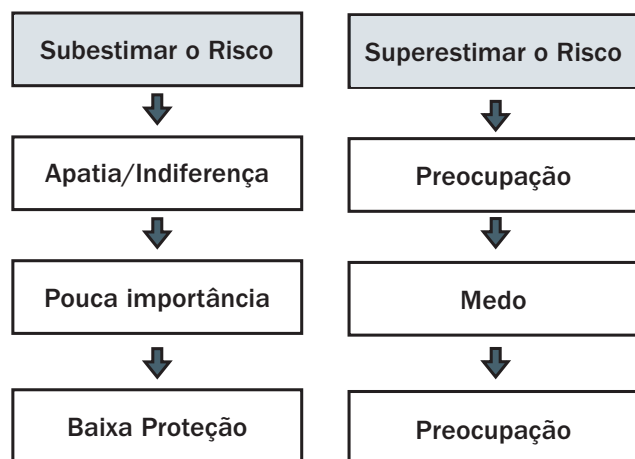 Subestimar o Risco
Apatia/Indiferença
Pouca importância
Baixa Proteção
Superestimar o Risco
Preocupação
Medo
Preocupação